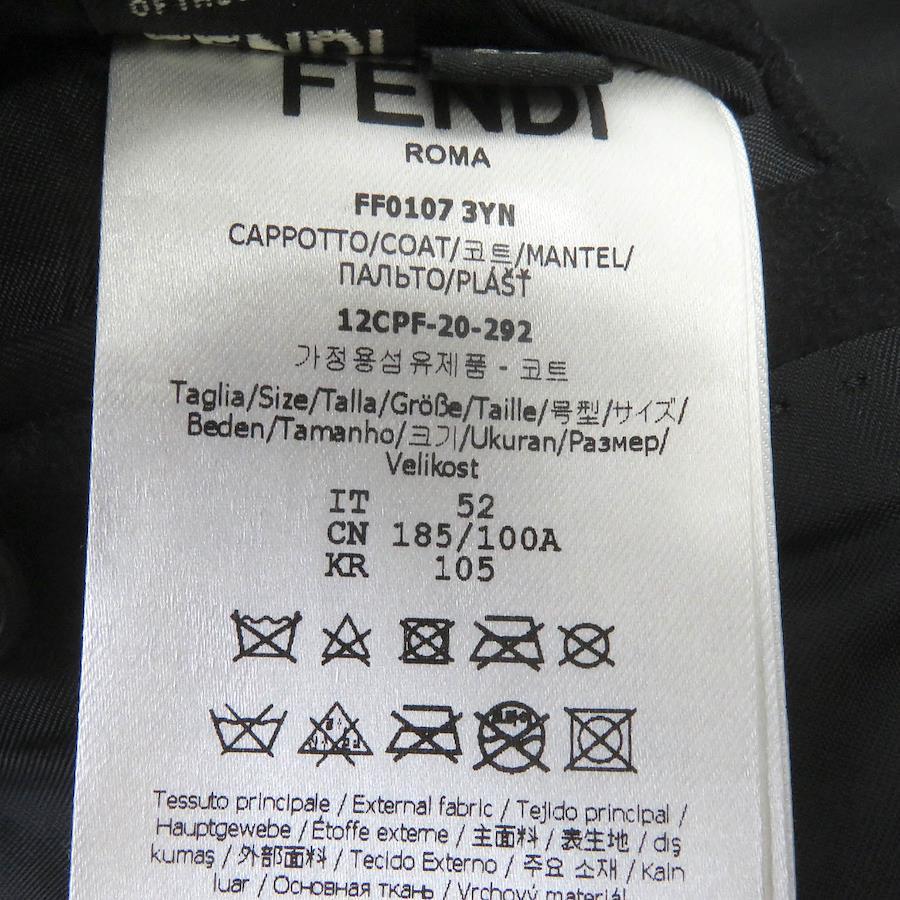 FENDI
ROMA
FF0107 3YN
CAPPOTTO/COAT/코트/MANTEL/
ПАЛЬТО/PLÁŠŤ
12CPF-20-292
가정용섬유제품 - 코트
Taglia/Size/Talla/Größe/Taille/号型/サイズ/
Beden/Tamanho/크기/Ukuran/Размер/
Velikost
IT 52
CN 185/100A
KR 105
Tessuto principale / External fabric / Tejido principal /
Hauptgewebe / Étoffe externe / 主面料 / 表生地 / dış
kumaş / 外部面料 / Tecido Externo / 주요 소재 / Kain
luar / Основная ткань / Vrchový materiál